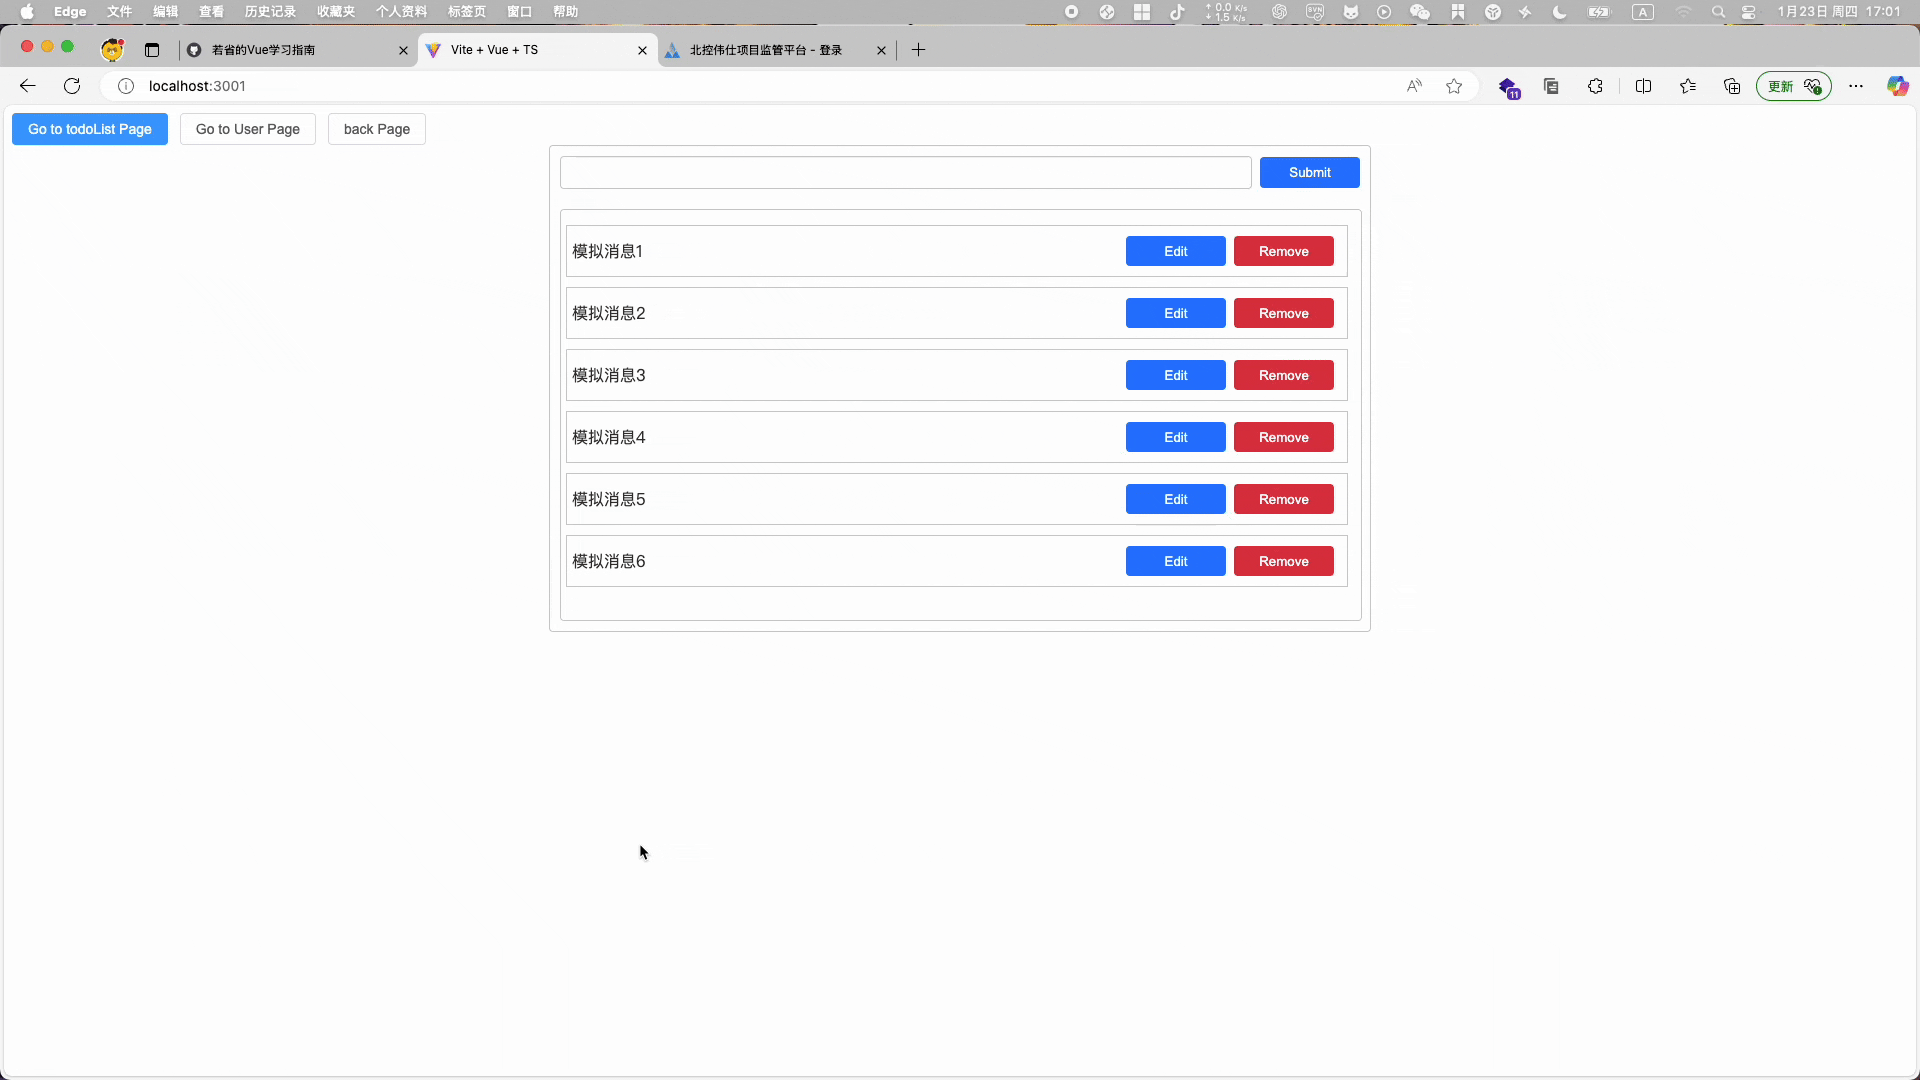 Edge 文件 编辑 查看 历史记录 收藏夹 个人资料 标签页 窗口 帮助 0.0 K/s 1.5 K/s SVN A 1月23日 周四 17:01
若省的Vue学习指南 Vite + Vue + TS 北控伟仕项目监管平台 - 登录
localhost:3001 A 11 更新
Go to todoList Page Go to User Page back Page
Submit
模拟消息1 Edit Remove
模拟消息2 Edit Remove
模拟消息3 Edit Remove
模拟消息4 Edit Remove
模拟消息5 Edit Remove
模拟消息6 Edit Remove